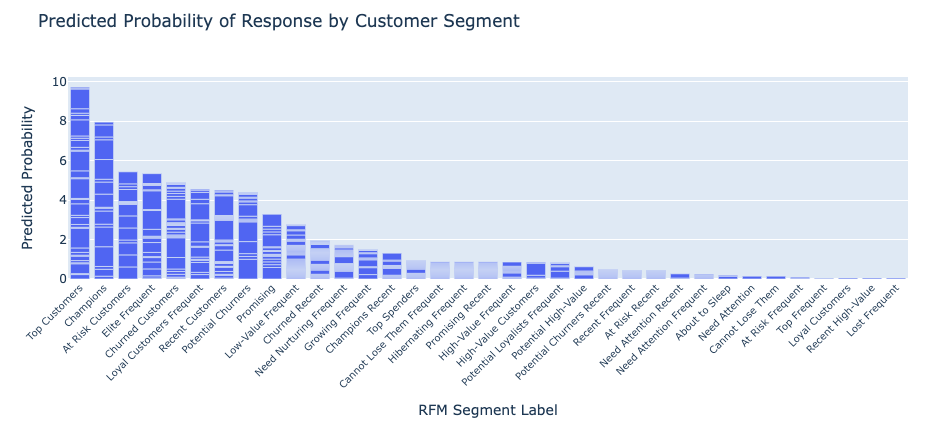 Predicted Probability of Response by Customer Segment
Predicted Probability
10
8
6
4
2
0
Top Customers
Champions
At Risk Customers
Elite Frequent
Churned Customers
Loyal Customers Frequent
Recent Customers
Potential Churners
Promising
Low-Value Frequent
Churned Recent
Need Nurturing Frequent
Growing Frequent
Champions Recent
Top Spenders
Cannot Lose Them Frequent
Hibernating Frequent
Promising Recent
High-Value Frequent
High-Value Customers
Potential Loyalists Frequent
Potential High-Value
Potential Churners Recent
Recent Frequent
At Risk Recent
Need Attention Recent
Need Attention Frequent
About to Sleep
Need Attention
Cannot Lose Them
At Risk Frequent
Top Frequent
Loyal Customers
Recent High-Value
Lost Frequent
RFM Segment Label